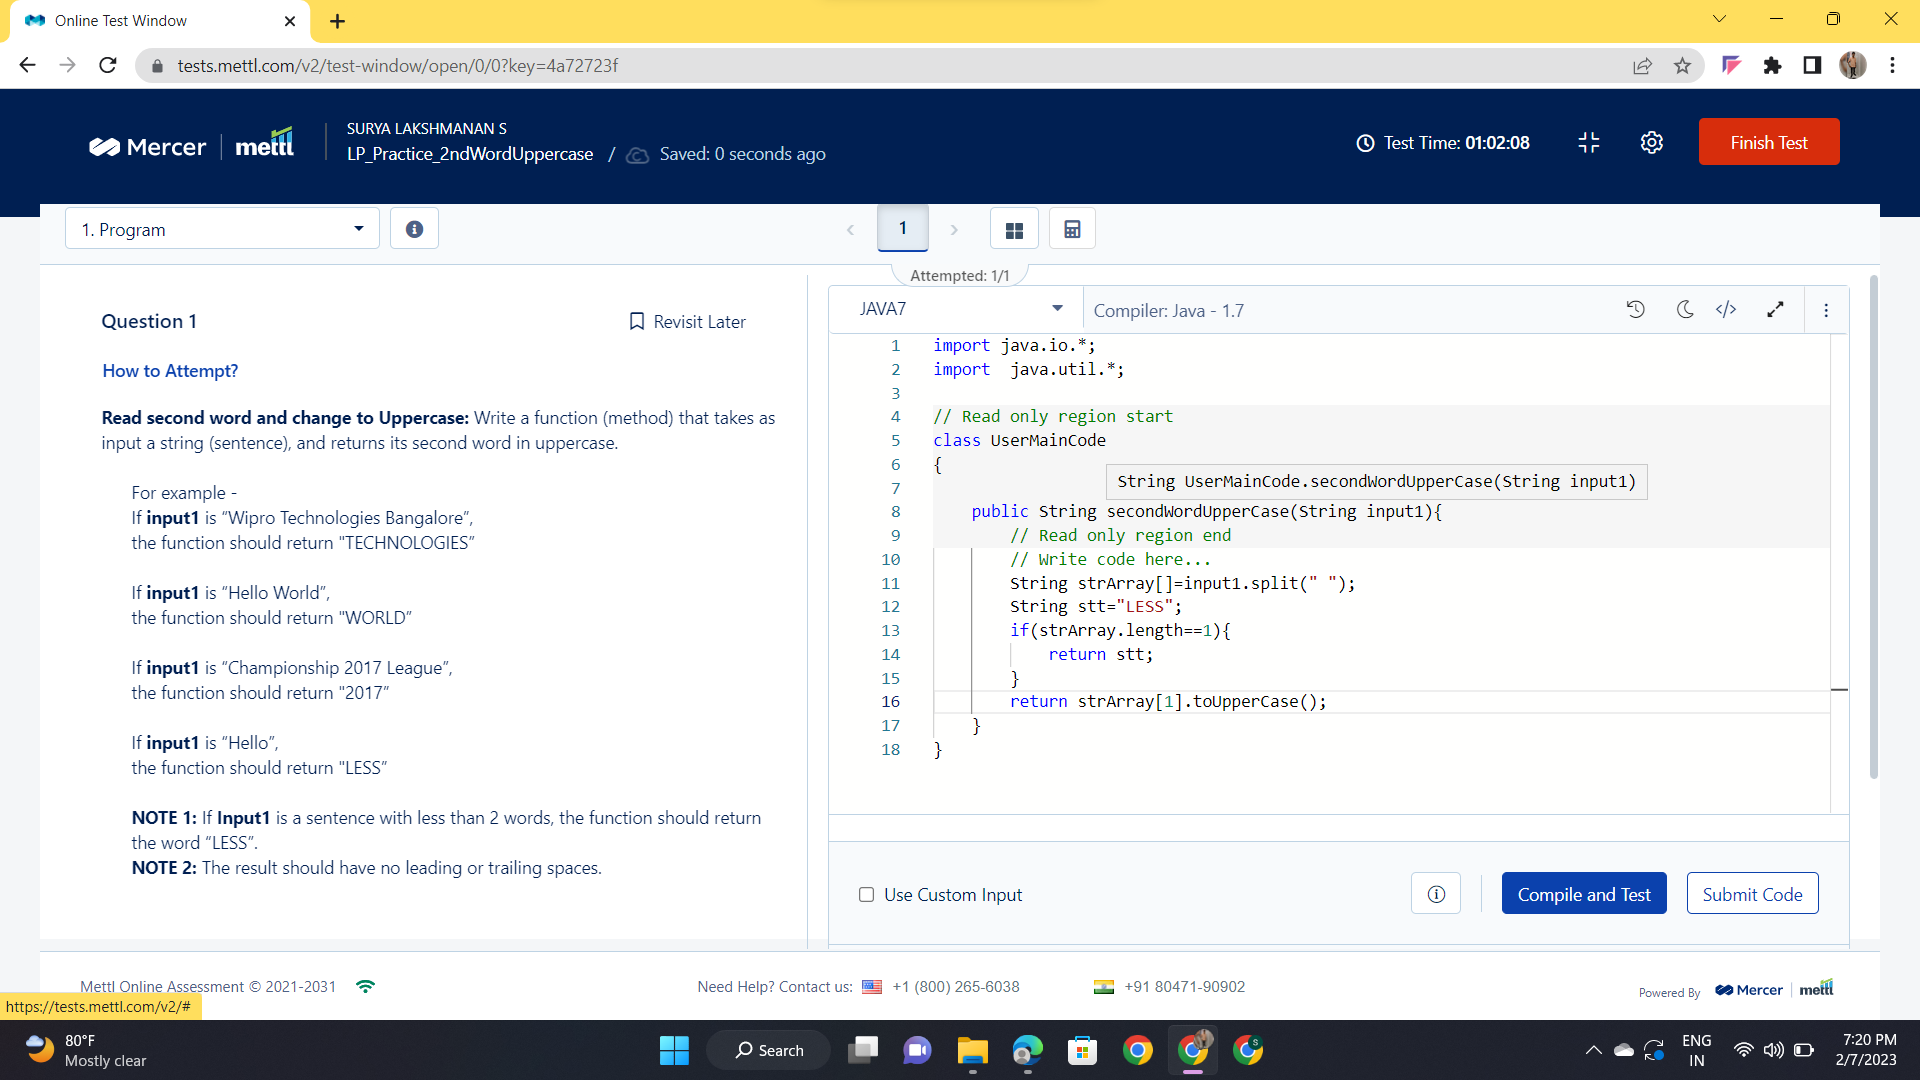 Online Test Window
tests.mettl.com/v2/test-window/open/0/0?key=4a72723f
Mercer | mettl
SURYA LAKSHMANAN S
LP_Practice_2ndWordUppercase / Saved: 0 seconds ago
Test Time: 01:02:08
Finish Test
1. Program
1
Attempted: 1/1
Question 1
Revisit Later
How to Attempt?
Read second word and change to Uppercase: Write a function (method) that takes as
input a string (sentence), and returns its second word in uppercase.
For example -
If input1 is “Wipro Technologies Bangalore”,
the function should return "TECHNOLOGIES”
If input1 is “Hello World”,
the function should return "WORLD”
If input1 is “Championship 2017 League”,
the function should return "2017”
If input1 is “Hello”,
the function should return "LESS”
NOTE 1: If Input1 is a sentence with less than 2 words, the function should return
the word “LESS”.
NOTE 2: The result should have no leading or trailing spaces.
JAVA7
Compiler: Java - 1.7
1 import java.io.*;
2 import  java.util.*;
3
4 // Read only region start
5 class UserMainCode
6 {
String UserMainCode.secondWordUpperCase(String input1)
7
8 public String secondWordUpperCase(String input1){
9 // Read only region end
10 // Write code here...
11 String strArray[]=input1.split(" ");
12 String stt="LESS";
13 if(strArray.length==1){
14 return stt;
15 }
16 return strArray[1].toUpperCase();
17 }
18 }
Use Custom Input
Compile and Test
Submit Code
Mettl Online Assessment © 2021-2031
Need Help? Contact us: +1 (800) 265-6038
+91 80471-90902
Powered By Mercer | mettl
https://tests.mettl.com/v2/#
80°F
Mostly clear
Search
S
ENG
IN
7:20 PM
2/7/2023